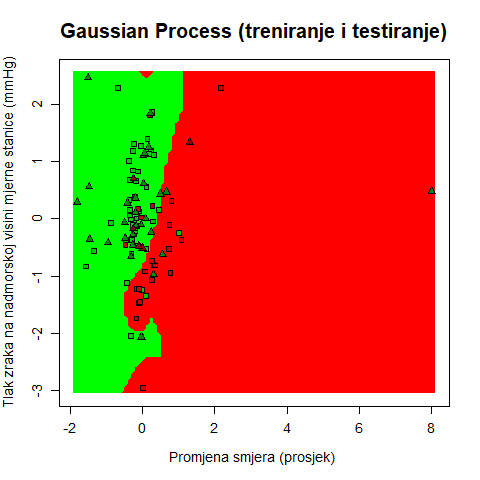 Gaussian Process (treniranje i testiranje)
Tlak zraka na nadmorskoj visini mjerne stanice (mmHg)
2
1
0
-1
-2
-3
-2 0 2 4 6 8
Promjena smjera (prosjek)